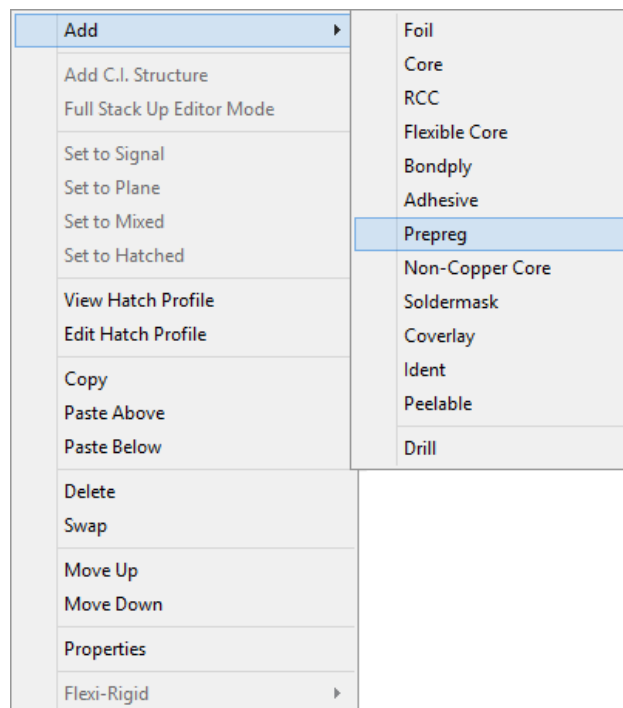 Add
Add C.I. Structure
Full Stack Up Editor Mode
Set to Signal
Set to Plane
Set to Mixed
Set to Hatched
View Hatch Profile
Edit Hatch Profile
Copy
Paste Above
Paste Below
Delete
Swap
Move Up
Move Down
Properties
Flexi-Rigid
Foil
Core
RCC
Flexible Core
Bondply
Adhesive
Prepreg
Non-Copper Core
Soldermask
Coverlay
Ident
Peelable
Drill